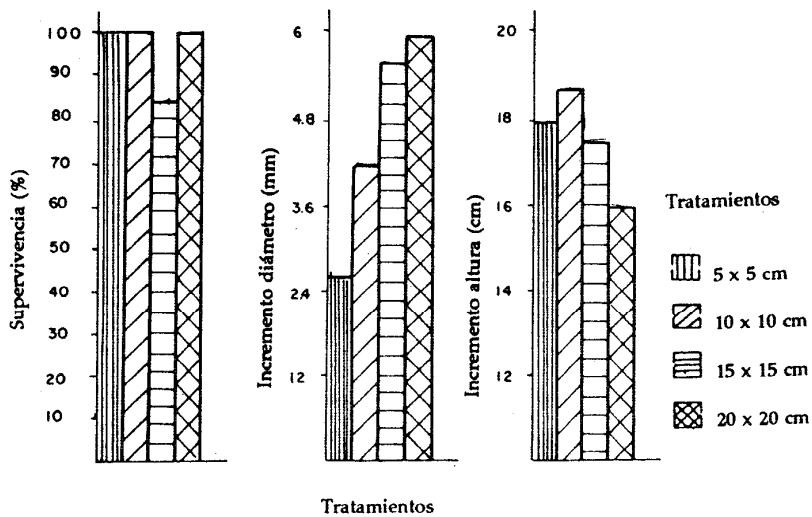 Supervivencia (%)
100
90
80
70
60
50
40
30
20
10
Incremento diámetro (mm)
6
4.8
3.6
2.4
12
Incremento altura (cm)
20
18
16
14
12
Tratamientos
5 x 5 cm
10 x 10 cm
15 x 15 cm
20 x 20 cm
Tratamientos